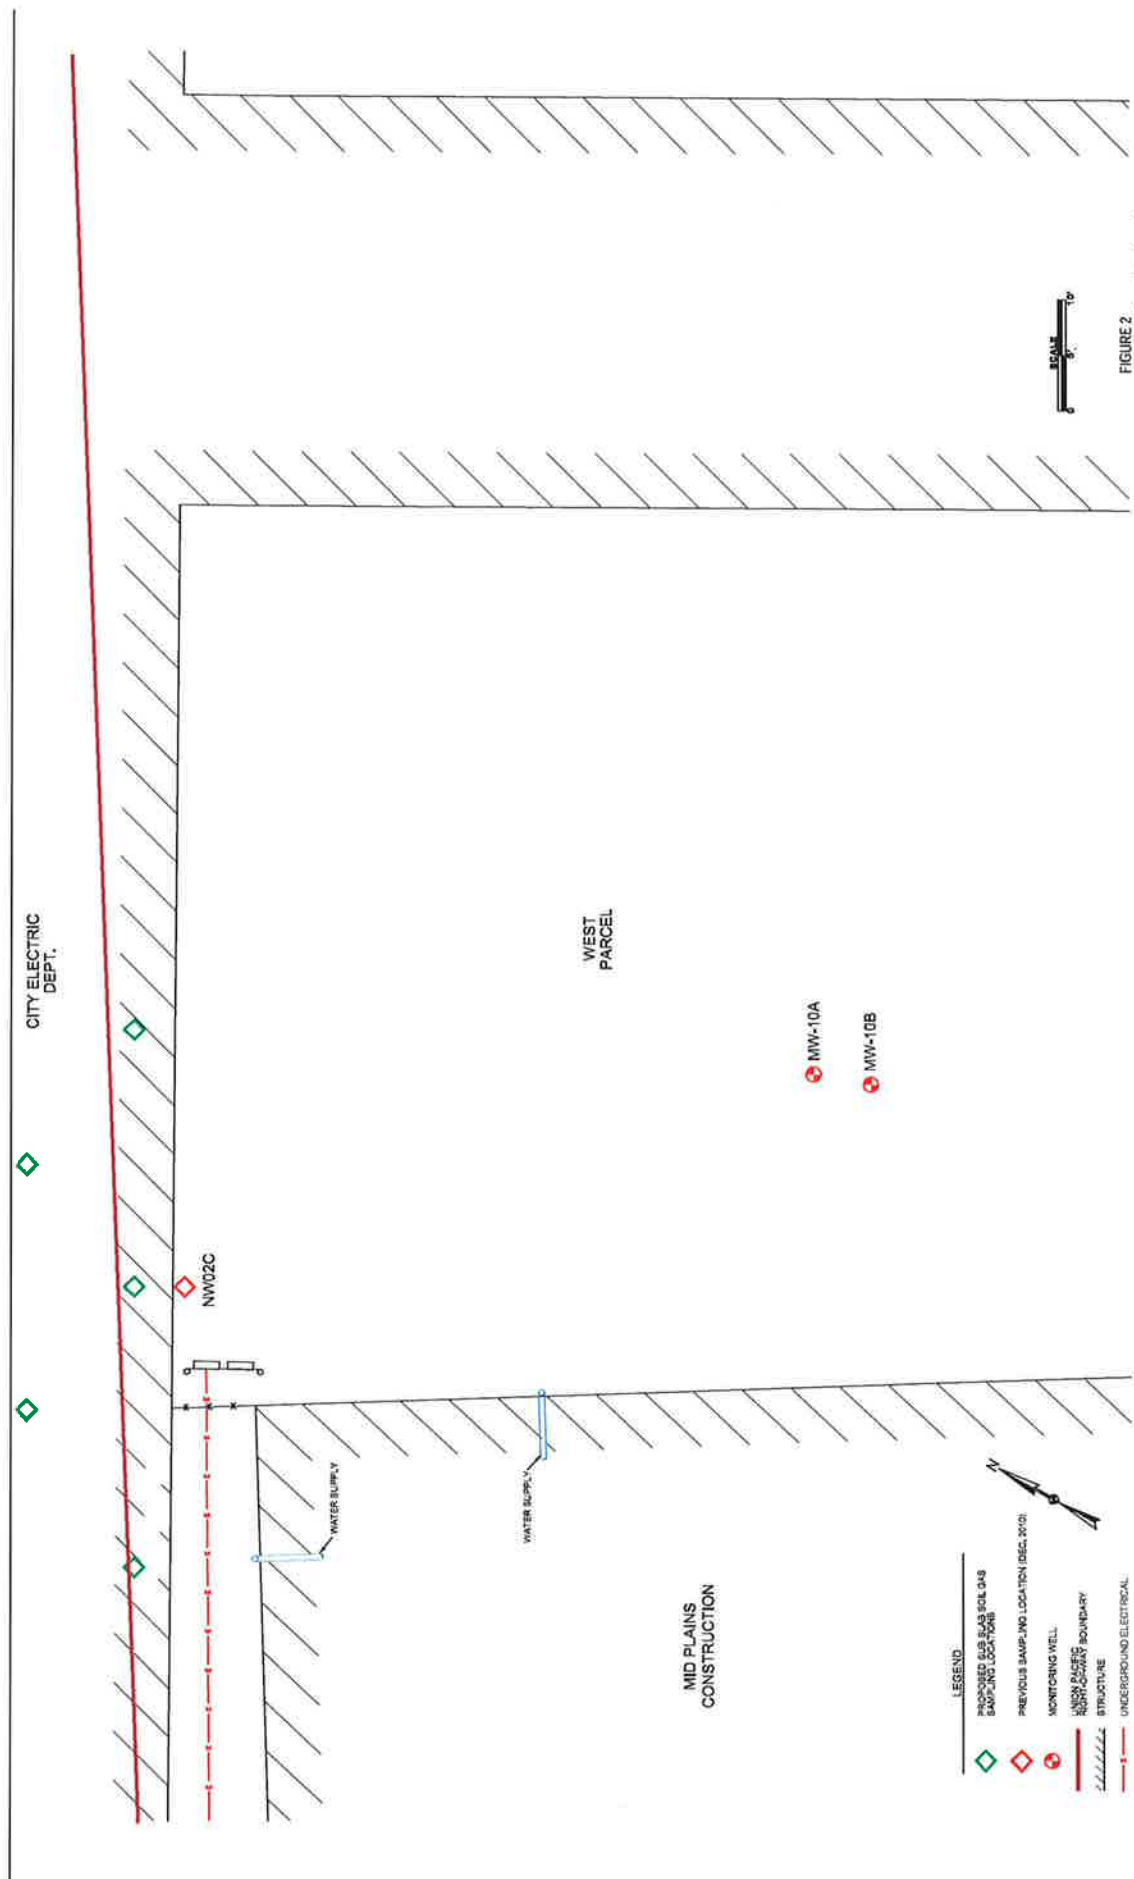 CITY ELECTRIC
DEPT.
NW02C
WEST
PARCEL
MW-10A
MW-10B
WATER SUPPLY
WATER SUPPLY
MID PLAINS
CONSTRUCTION
N
LEGEND
PROPOSED SUB SLAB SOIL GAS
SAMPLING LOCATIONS
PREVIOUS SAMPLING LOCATION (DEC, 2010)
MONITORING WELL
UNION PACIFIC
RIGHT-OF-WAY BOUNDARY
STRUCTURE
UNDERGROUND ELECTRICAL
SCALE
0 5' 10'
FIGURE 2